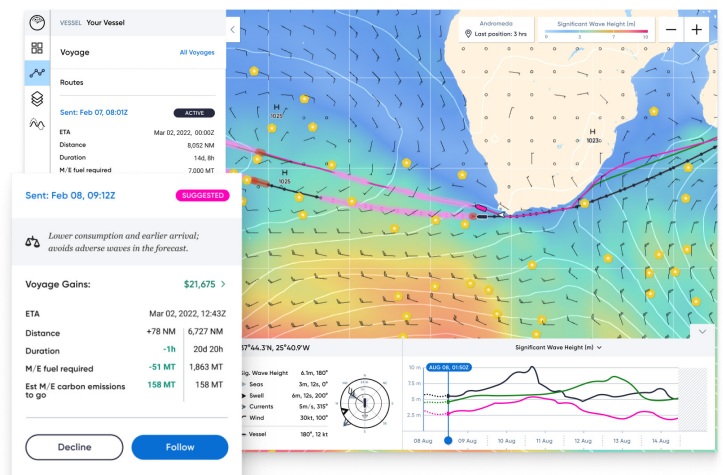 VESSEL Your Vessel
Voyage All Voyages
Routes
Sent: Feb 07, 08:01Z ACTIVE
ETA Mar 02, 2022, 00:00Z
Distance 8,052 NM
Duration 14d, 8h
M/E fuel required 7,000 MT
Sent: Feb 08, 09:12Z SUGGESTED
Lower consumption and earlier arrival;
avoids adverse waves in the forecast.
Voyage Gains: $21,675
ETA Mar 02, 2022, 12:43Z
Distance +78 NM 6,727 NM
Duration -1h 20d 20h
M/E fuel required -51 MT 1,863 MT
Est M/E carbon emissions
to go 158 MT 158 MT
Decline Follow
Andromeda
Last position: 3 hrs
Significant Wave Height (m)
0 3 7 10
H
1025
H
1025
H
1023
37°44.3'N, 25°40.9'W
Sig. Wave Height 6.1m, 180°
Seas 3m, 12s, 0°
Swell 6m, 12s, 200°
Currents 5m/s, 315°
Wind 30kt, 100°
Vessel 180°, 12 kt
Significant Wave Height (m)
AUG 08, 01:50Z
10 m
7.5 m
5 m
2.5 m
08 Aug 09 Aug 10 Aug 11 Aug 12 Aug 13 Aug 14 Aug